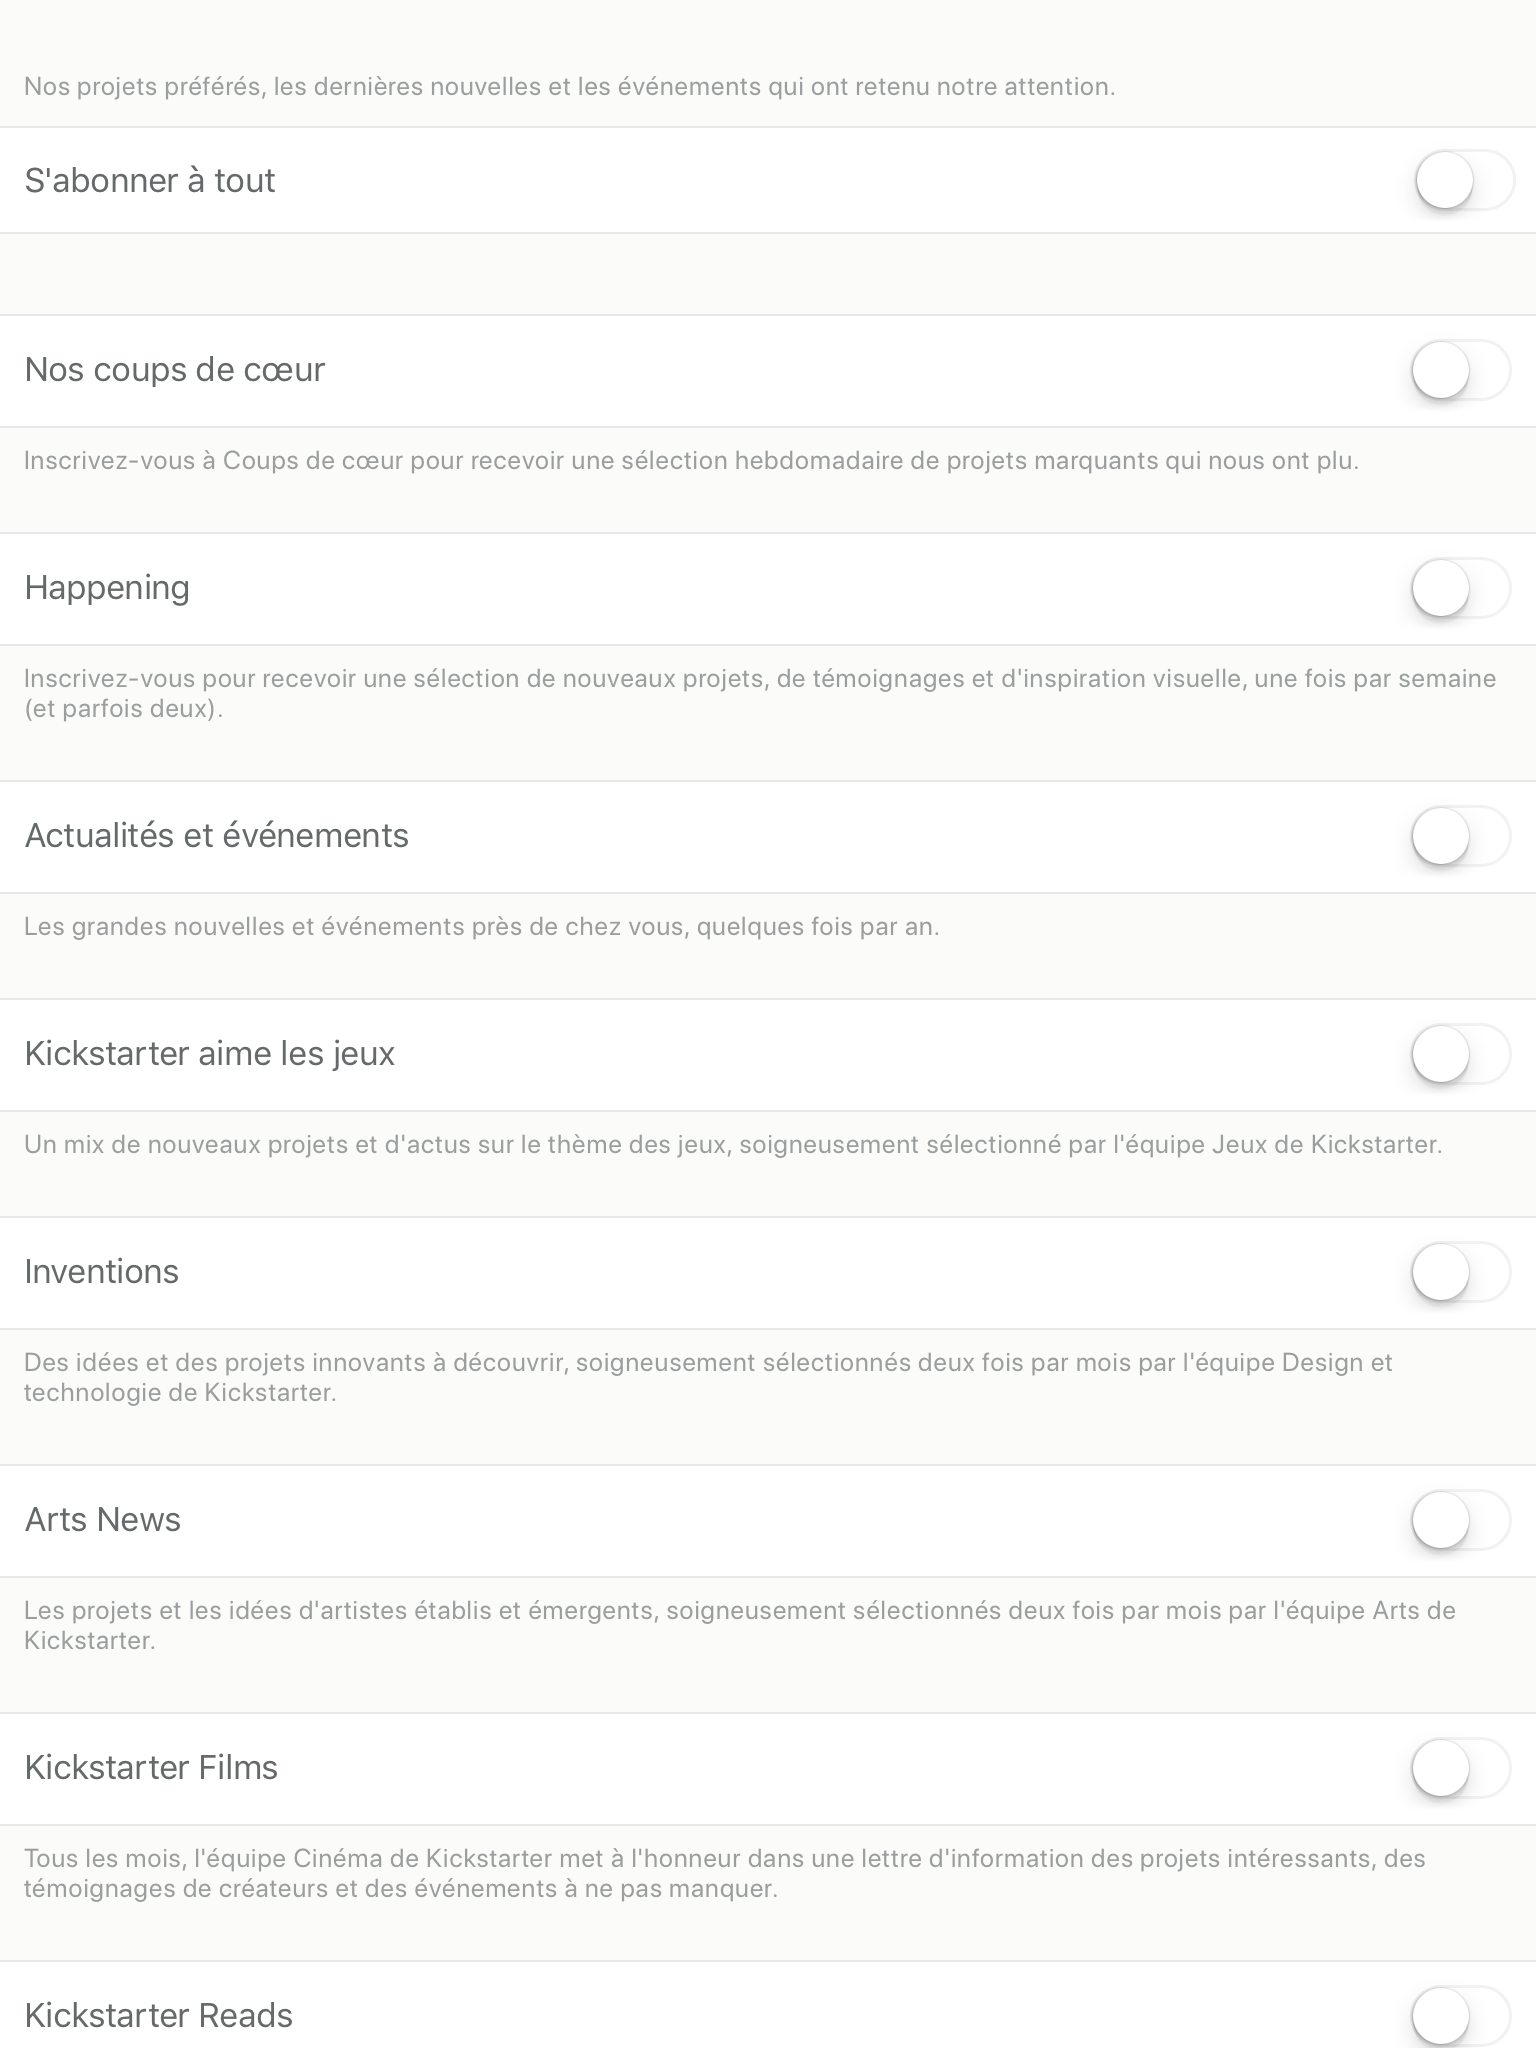 Nos projets préférés, les dernières nouvelles et les événements qui ont retenu notre attention.
S'abonner à tout
Nos coups de cœur
Inscrivez-vous à Coups de cœur pour recevoir une sélection hebdomadaire de projets marquants qui nous ont plu.
Happening
Inscrivez-vous pour recevoir une sélection de nouveaux projets, de témoignages et d'inspiration visuelle, une fois par semaine
(et parfois deux).
Actualités et événements
Les grandes nouvelles et événements près de chez vous, quelques fois par an.
Kickstarter aime les jeux
Un mix de nouveaux projets et d'actus sur le thème des jeux, soigneusement sélectionné par l'équipe Jeux de Kickstarter.
Inventions
Des idées et des projets innovants à découvrir, soigneusement sélectionnés deux fois par mois par l'équipe Design et
technologie de Kickstarter.
Arts News
Les projets et les idées d'artistes établis et émergents, soigneusement sélectionnés deux fois par mois par l'équipe Arts de
Kickstarter.
Kickstarter Films
Tous les mois, l'équipe Cinéma de Kickstarter met à l'honneur dans une lettre d'information des projets intéressants, des
témoignages de créateurs et des événements à ne pas manquer.
Kickstarter Reads